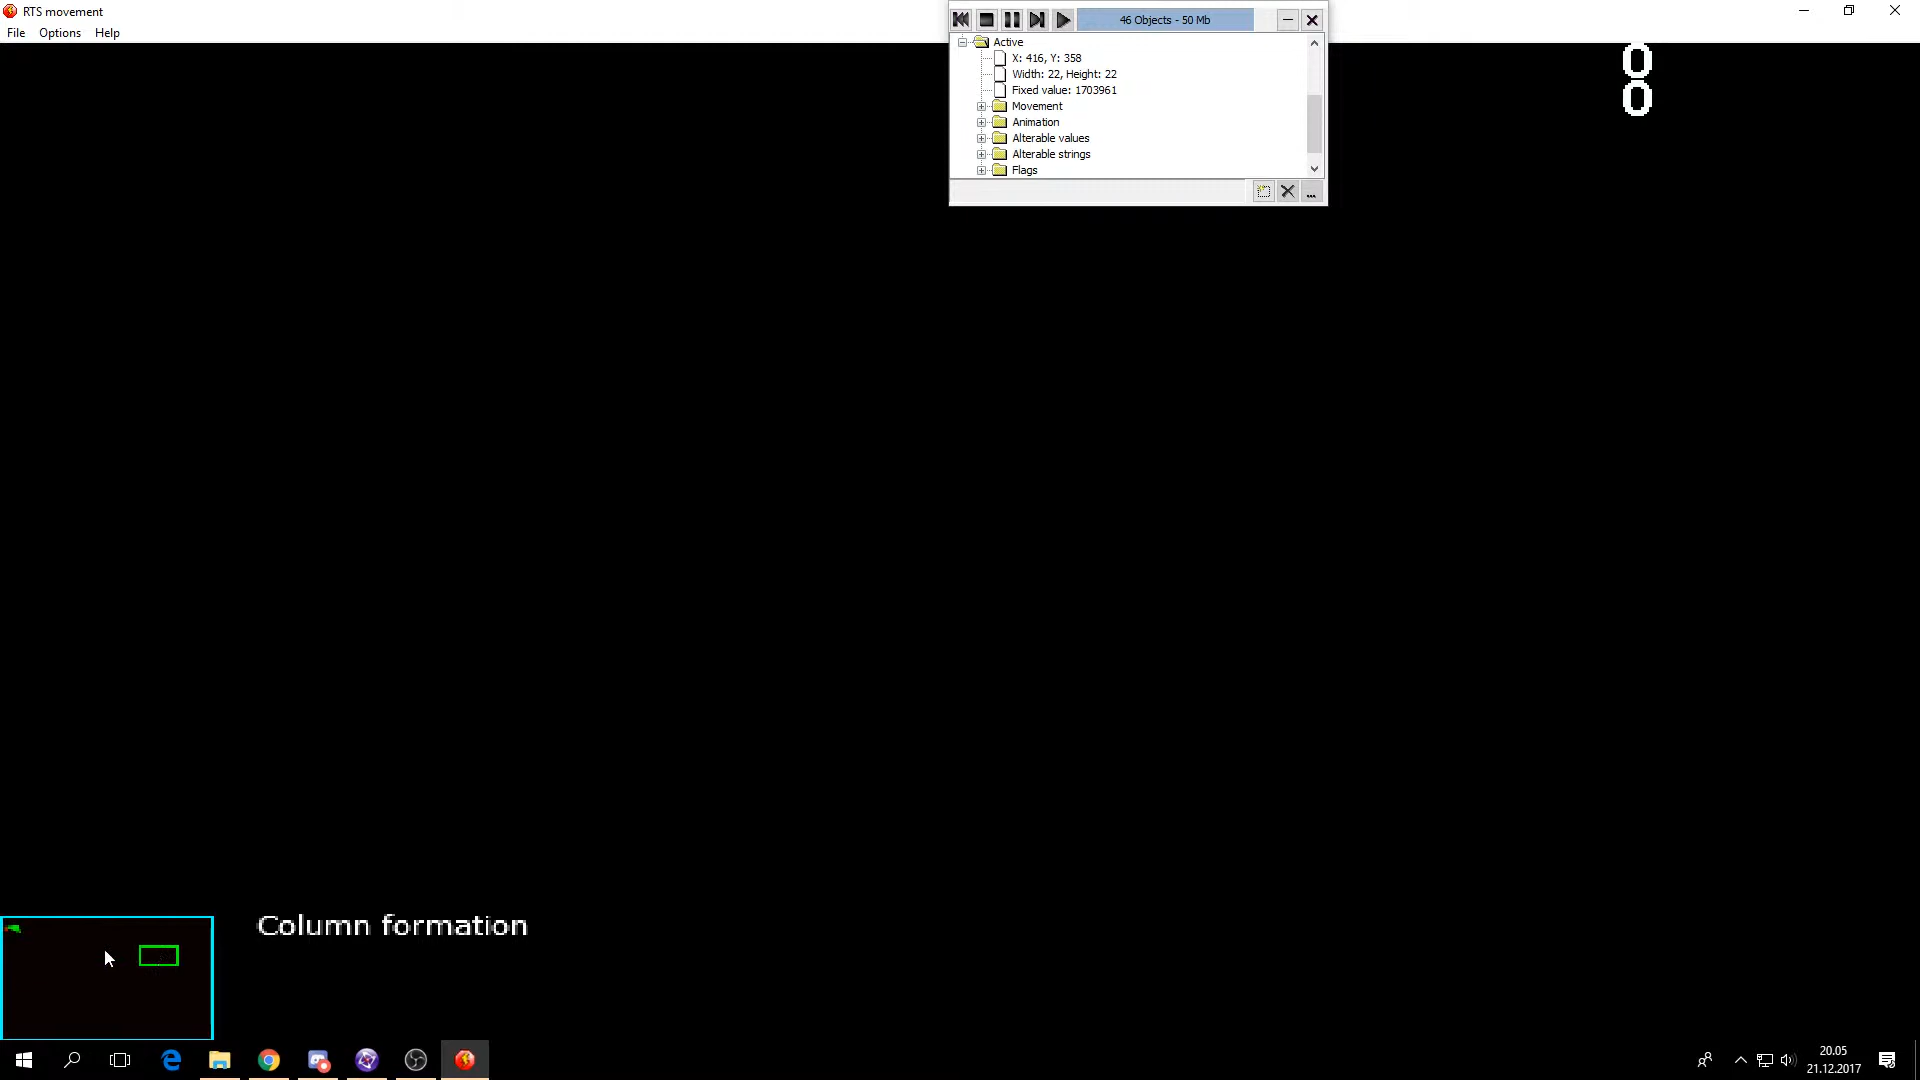 RTS movement
File Options Help
46 Objects - 50 Mb
Active
X: 416, Y: 358
Width: 22, Height: 22
Fixed value: 1703961
Movement
Animation
Alterable values
Alterable strings
Flags
...
0
0
Column formation
20.05
21.12.2017